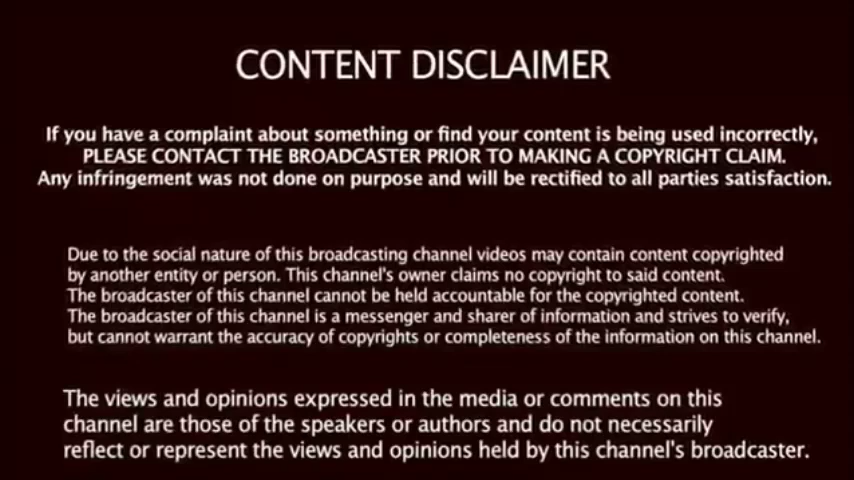 CONTENT DISCLAIMER
If you have a complaint about something or find your content is being used incorrectly,
PLEASE CONTACT THE BROADCASTER PRIOR TO MAKING A COPYRIGHT CLAIM.
Any infringement was not done on purpose and will be rectified to all parties satisfaction.
Due to the social nature of this broadcasting channel videos may contain content copyrighted
by another entity or person. This channel's owner claims no copyright to said content.
The broadcaster of this channel cannot be held accountable for the copyrighted content.
The broadcaster of this channel is a messenger and sharer of information and strives to verify,
but cannot warrant the accuracy of copyrights or completeness of the information on this channel.
The views and opinions expressed in the media or comments on this
channel are those of the speakers or authors and do not necessarily
reflect or represent the views and opinions held by this channel's broadcaster.